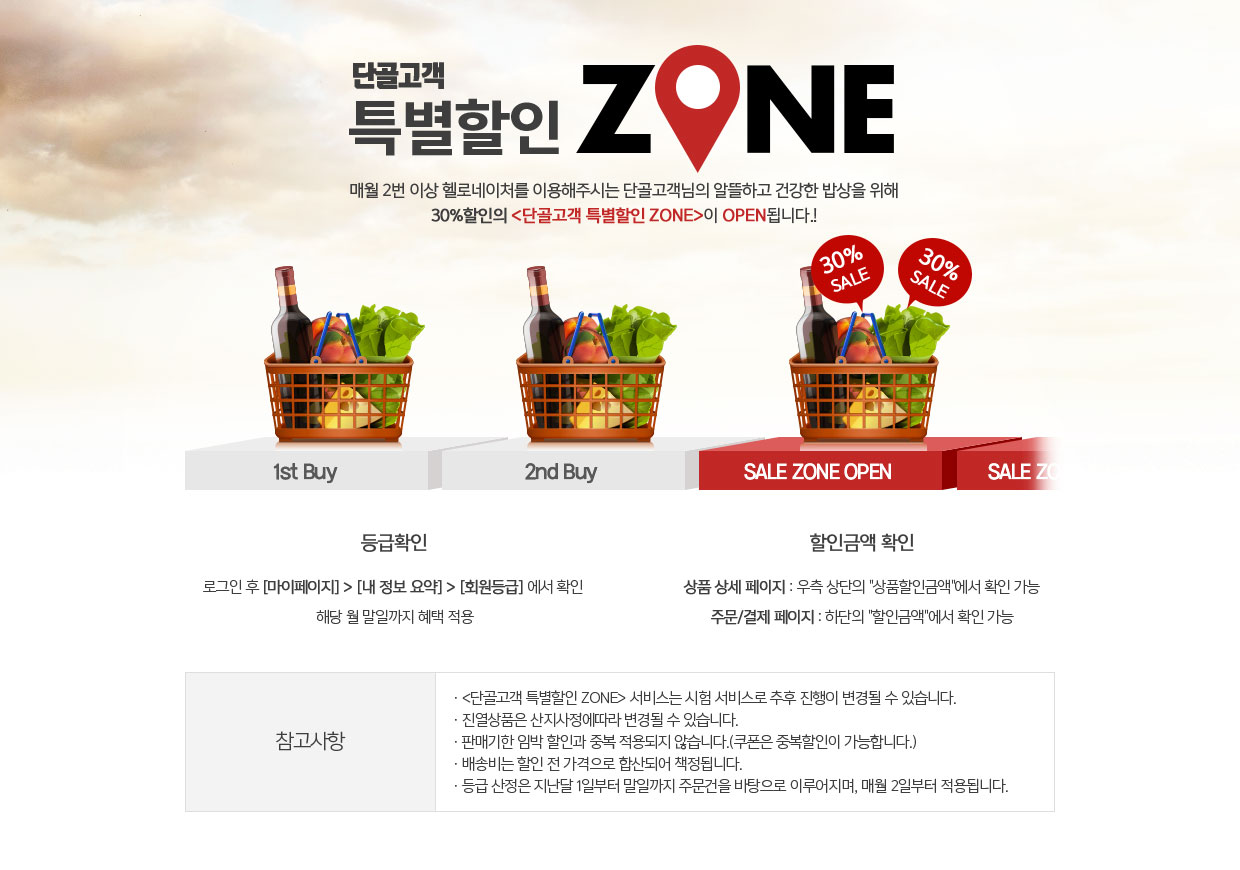 단골고객
특별할인 ZONE
매월 2번 이상 헬로네이처를 이용해주시는 단골고객님의 알뜰하고 건강한 밥상을 위해
30%할인의 <단골고객 특별할인 ZONE>이 OPEN됩니다.!
30% SALE
30% SALE
1st Buy
2nd Buy
SALE ZONE OPEN
SALE ZO
등급확인
로그인 후 [마이페이지] > [내 정보 요약] > [회원등급] 에서 확인
해당 월 말일까지 혜택 적용
할인금액 확인
상품 상세 페이지 : 우측 상단의 "상품할인금액"에서 확인 가능
주문/결제 페이지 : 하단의 "할인금액"에서 확인 가능
참고사항
· <단골고객 특별할인 ZONE> 서비스는 시험 서비스로 추후 진행이 변경될 수 있습니다.
· 진열상품은 산지사정에따라 변경될 수 있습니다.
· 판매기한 임박 할인과 중복 적용되지 않습니다.(쿠폰은 중복할인이 가능합니다.)
· 배송비는 할인 전 가격으로 합산되어 책정됩니다.
· 등급 산정은 지난달 1일부터 말일까지 주문건을 바탕으로 이루어지며, 매월 2일부터 적용됩니다.